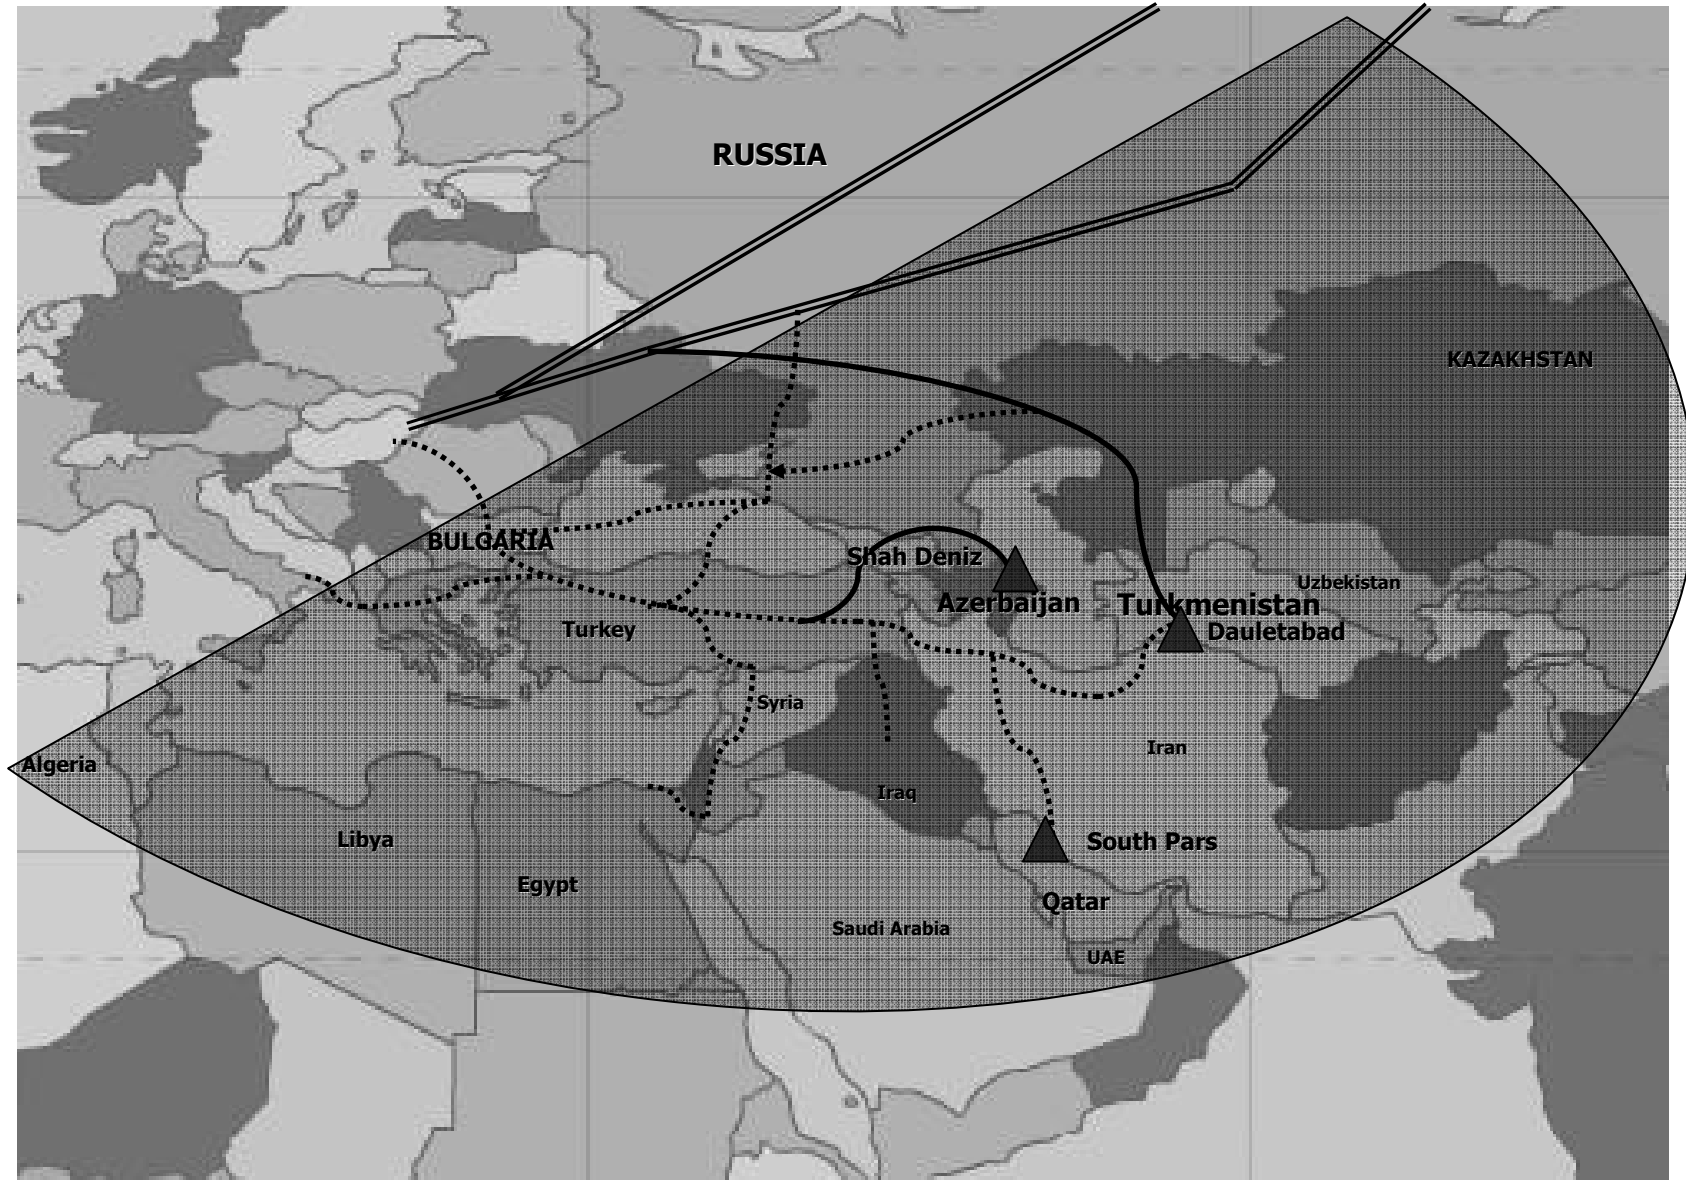 RUSSIA
KAZAKHSTAN
BULGARIA
Shah Deniz
Uzbekistan
Azerbaijan
Turkmenistan
Turkey
Dauletabad
Syria
Iran
Algeria
Iraq
Libya
South Pars
Egypt
Qatar
Saudi Arabia
UAE